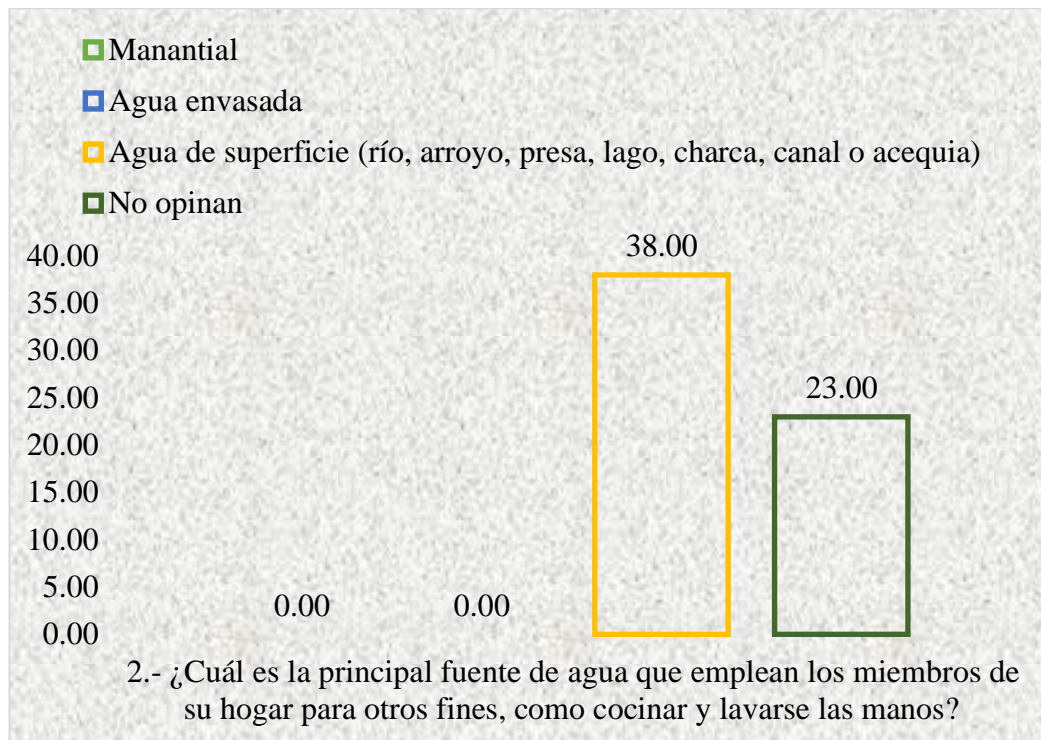 Manantial
Agua envasada
Agua de superficie (río, arroyo, presa, lago, charca, canal o acequia)
No opinan
40.00
35.00
30.00
25.00
20.00
15.00
10.00
5.00
0.00
0.00
0.00
38.00
23.00
2.- ¿Cuál es la principal fuente de agua que emplean los miembros de
su hogar para otros fines, como cocinar y lavarse las manos?